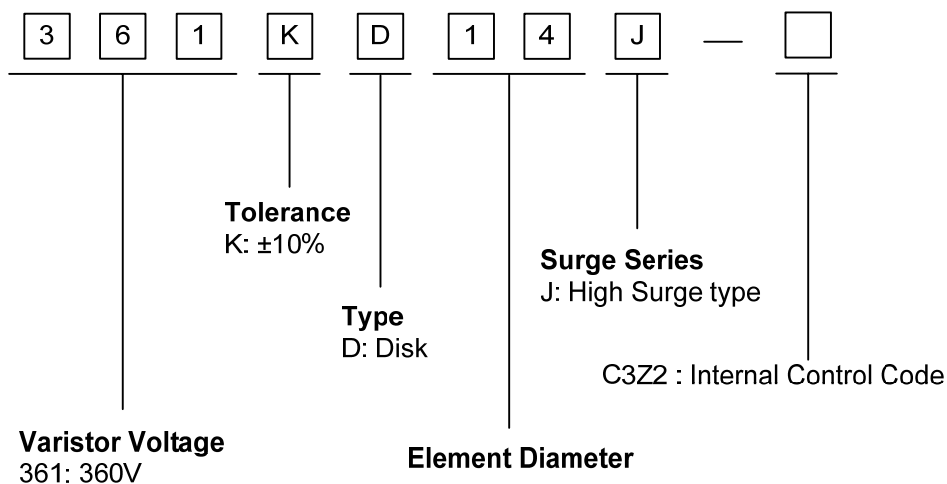 3 6 1 K D 1 4 J —
Tolerance
K: ±10%
Surge Series
J: High Surge type
Type
D: Disk
C3Z2 : Internal Control Code
Varistor Voltage
361: 360V
Element Diameter